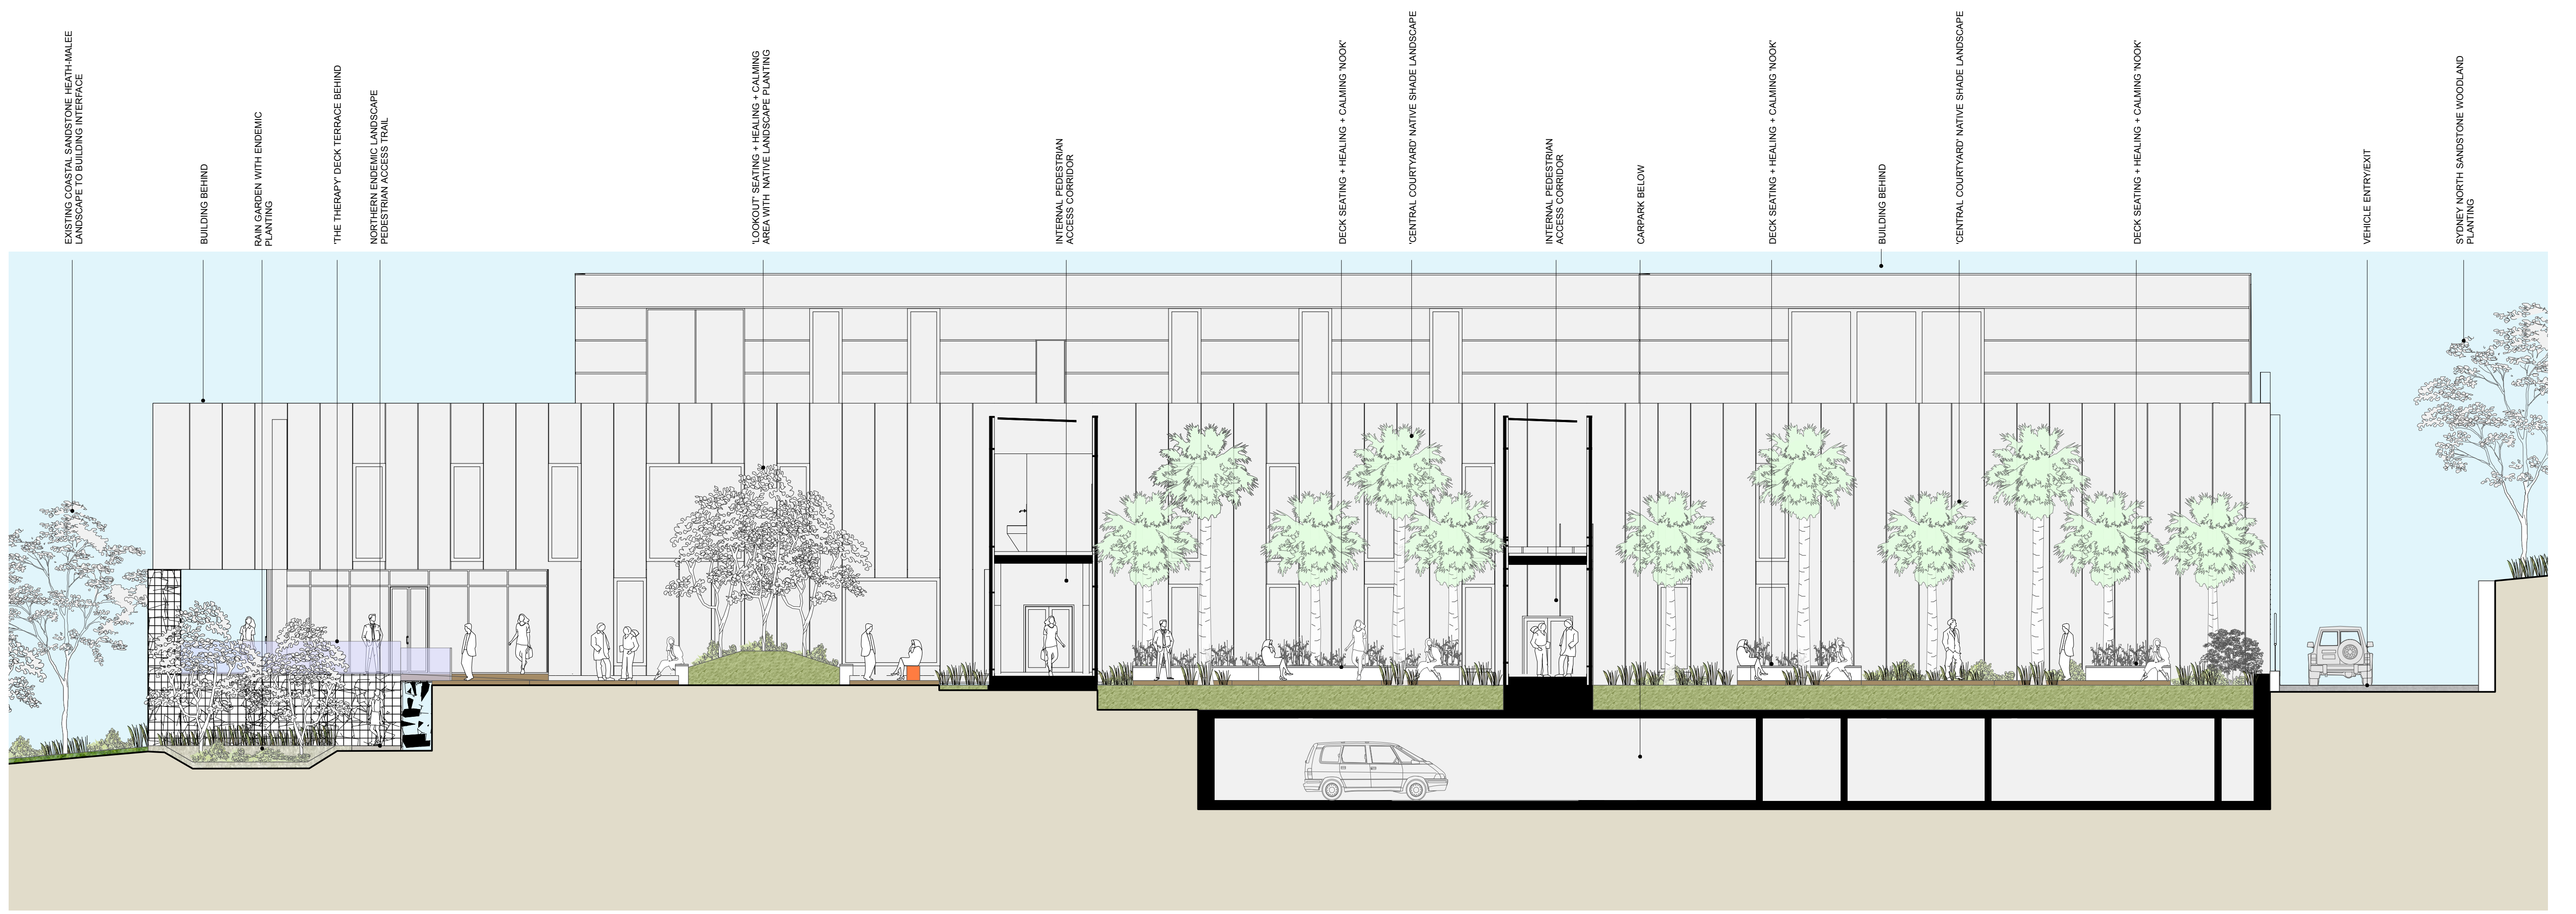 EXISTING COASTAL SANDSTONE HEATH-MALEE
LANDSCAPE TO BUILDING INTERFACE
BUILDING BEHIND
RAIN GARDEN WITH ENDEMIC
PLANTING
'THE THERAPY' DECK TERRACE BEHIND
NORTHERN ENDEMIC LANDSCAPE
PEDESTRIAN ACCESS TRAIL
'LOOKOUT' SEATING + HEALING + CALMING
AREA WITH NATIVE LANDSCAPE PLANTING
INTERNAL PEDESTRIAN
ACCESS CORRIDOR
DECK SEATING + HEALING + CALMING 'NOOK'
'CENTRAL COURTYARD' NATIVE SHADE LANDSCAPE
INTERNAL PEDESTRIAN
ACCESS CORRIDOR
CARPARK BELOW
DECK SEATING + HEALING + CALMING 'NOOK'
BUILDING BEHIND
'CENTRAL COURTYARD' NATIVE SHADE LANDSCAPE
DECK SEATING + HEALING + CALMING 'NOOK'
VEHICLE ENTRY/EXIT
SYDNEY NORTH SANDSTONE WOODLAND
PLANTING